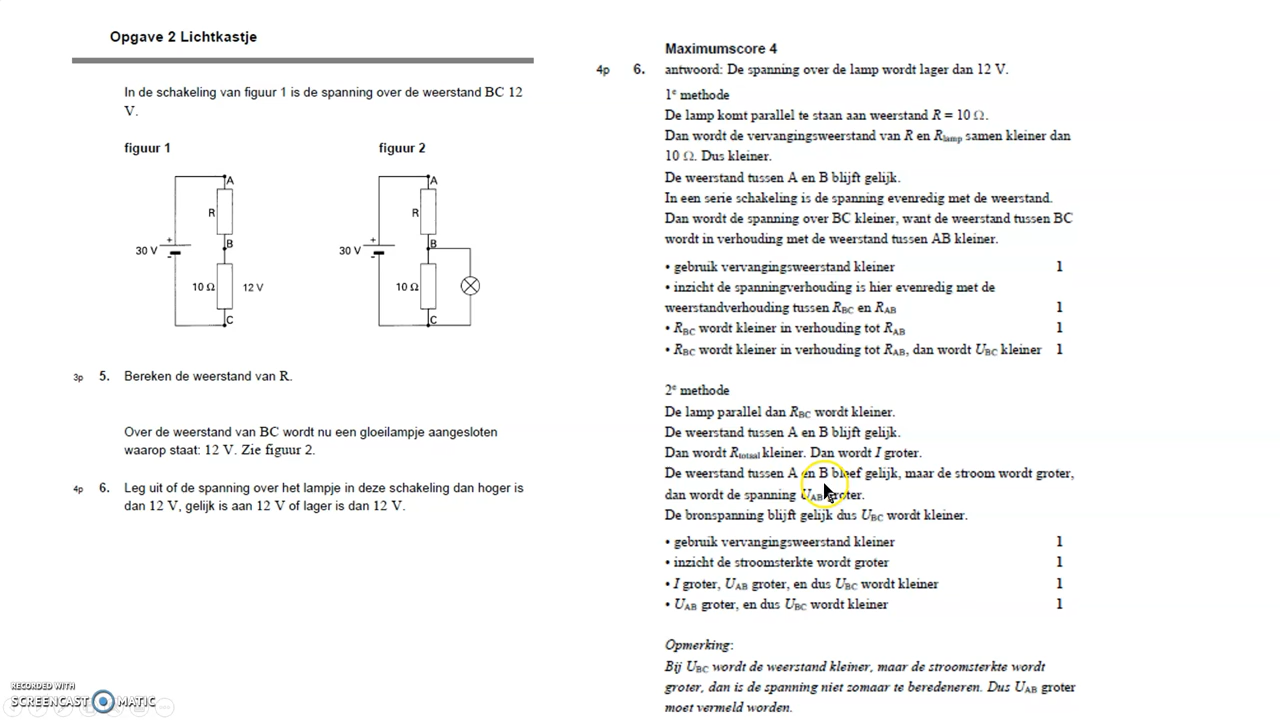 Opgave 2 Lichtkastje
In de schakeling van figuur 1 is de spanning over de weerstand BC 12
V.
figuur 1
figuur 2
A
R
B
+
30 V
-
10 Ω
12 V
C
A
R
B
+
30 V
-
10 Ω
C
3p 5. Bereken de weerstand van R.
Over de weerstand van BC wordt nu een gloeilampje aangesloten
waarop staat: 12 V. Zie figuur 2.
4p 6. Leg uit of de spanning over het lampje in deze schakeling dan hoger is
dan 12 V, gelijk is aan 12 V of lager is dan 12 V.
Maximumscore 4
4p 6. antwoord: De spanning over de lamp wordt lager dan 12 V.
1e methode
De lamp komt parallel te staan aan weerstand R = 10 Ω.
Dan wordt de vervangingsweerstand van R en Rlamp samen kleiner dan
10 Ω. Dus kleiner.
De weerstand tussen A en B blijft gelijk.
In een serie schakeling is de spanning evenredig met de weerstand.
Dan wordt de spanning over BC kleiner, want de weerstand tussen BC
wordt in verhouding met de weerstand tussen AB kleiner.
• gebruik vervangingsweerstand kleiner 1
• inzicht de spanningverhouding is hier evenredig met de
weerstandverhouding tussen RBC en RAB 1
• RBC wordt kleiner in verhouding tot RAB 1
• RBC wordt kleiner in verhouding tot RAB, dan wordt UBC kleiner 1
2e methode
De lamp parallel dan RBC wordt kleiner.
De weerstand tussen A en B blijft gelijk.
Dan wordt Rtotaal kleiner. Dan wordt I groter.
De weerstand tussen A en B bleef gelijk, maar de stroom wordt groter,
dan wordt de spanning UAB groter.
De bronspanning blijft gelijk dus UBC wordt kleiner.
• gebruik vervangingsweerstand kleiner 1
• inzicht de stroomsterkte wordt groter 1
• I groter, UAB groter, en dus UBC wordt kleiner 1
• UAB groter, en dus UBC wordt kleiner 1
Opmerking:
Bij UBC wordt de weerstand kleiner, maar de stroomsterkte wordt
groter, dan is de spanning niet zomaar te beredeneren. Dus UAB groter
moet vermeld worden.
RECORDED WITH
SCREENCAST MATIC